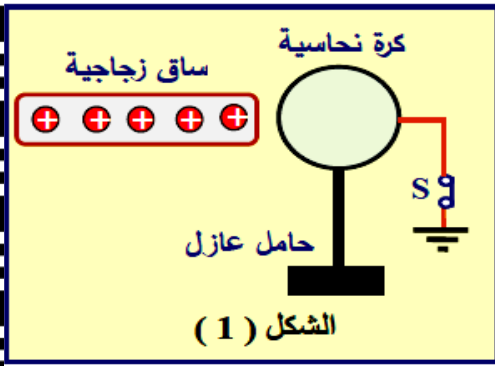 كرة نحاسية
ساق زجاجية
+ + + + +
S
حامل عازل
الشكل ( 1 )